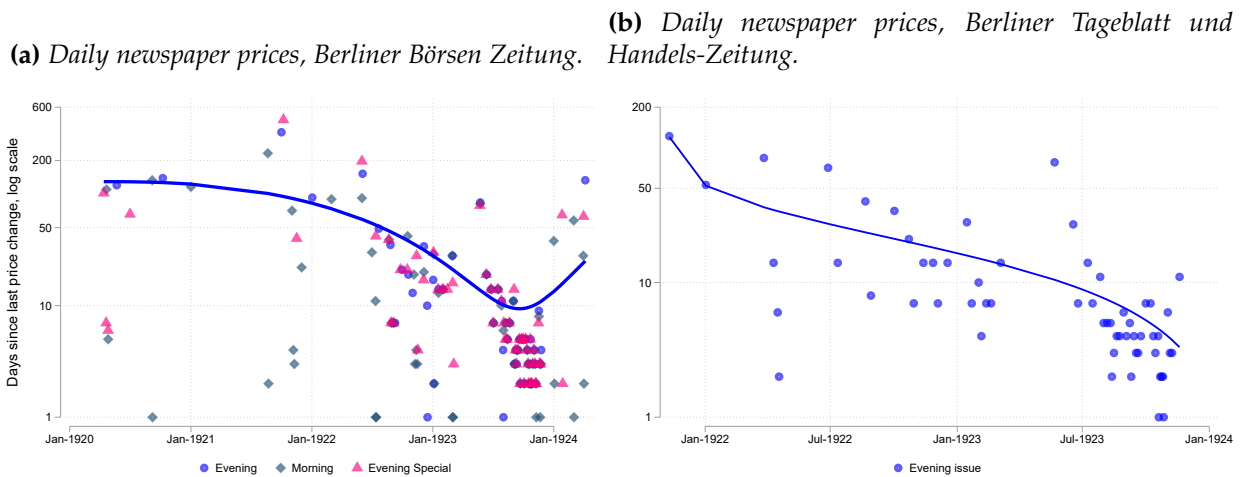 (a) Daily newspaper prices, Berliner Börsen Zeitung.
(b) Daily newspaper prices, Berliner Tageblatt und
Handels-Zeitung.
Days since last price change, log scale
600
200
50
10
1
Jan-1920
Jan-1921
Jan-1922
Jan-1923
Jan-1924
Evening
Morning
Evening Special
200
50
10
1
Jan-1922
Jul-1922
Jan-1923
Jul-1923
Jan-1924
Evening issue